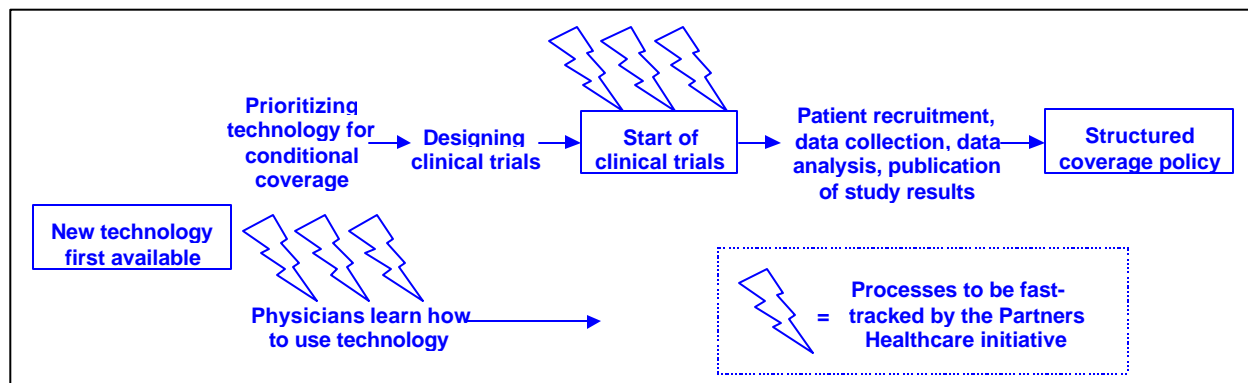 Prioritizing
technology for
conditional
coverage
Designing
clinical trials
Start of
clinical trials
Patient recruitment,
data collection, data
analysis, publication
of study results
Structured
coverage policy
New technology
first available
Physicians learn how
to use technology
=
Processes to be fast-
tracked by the Partners
Healthcare initiative